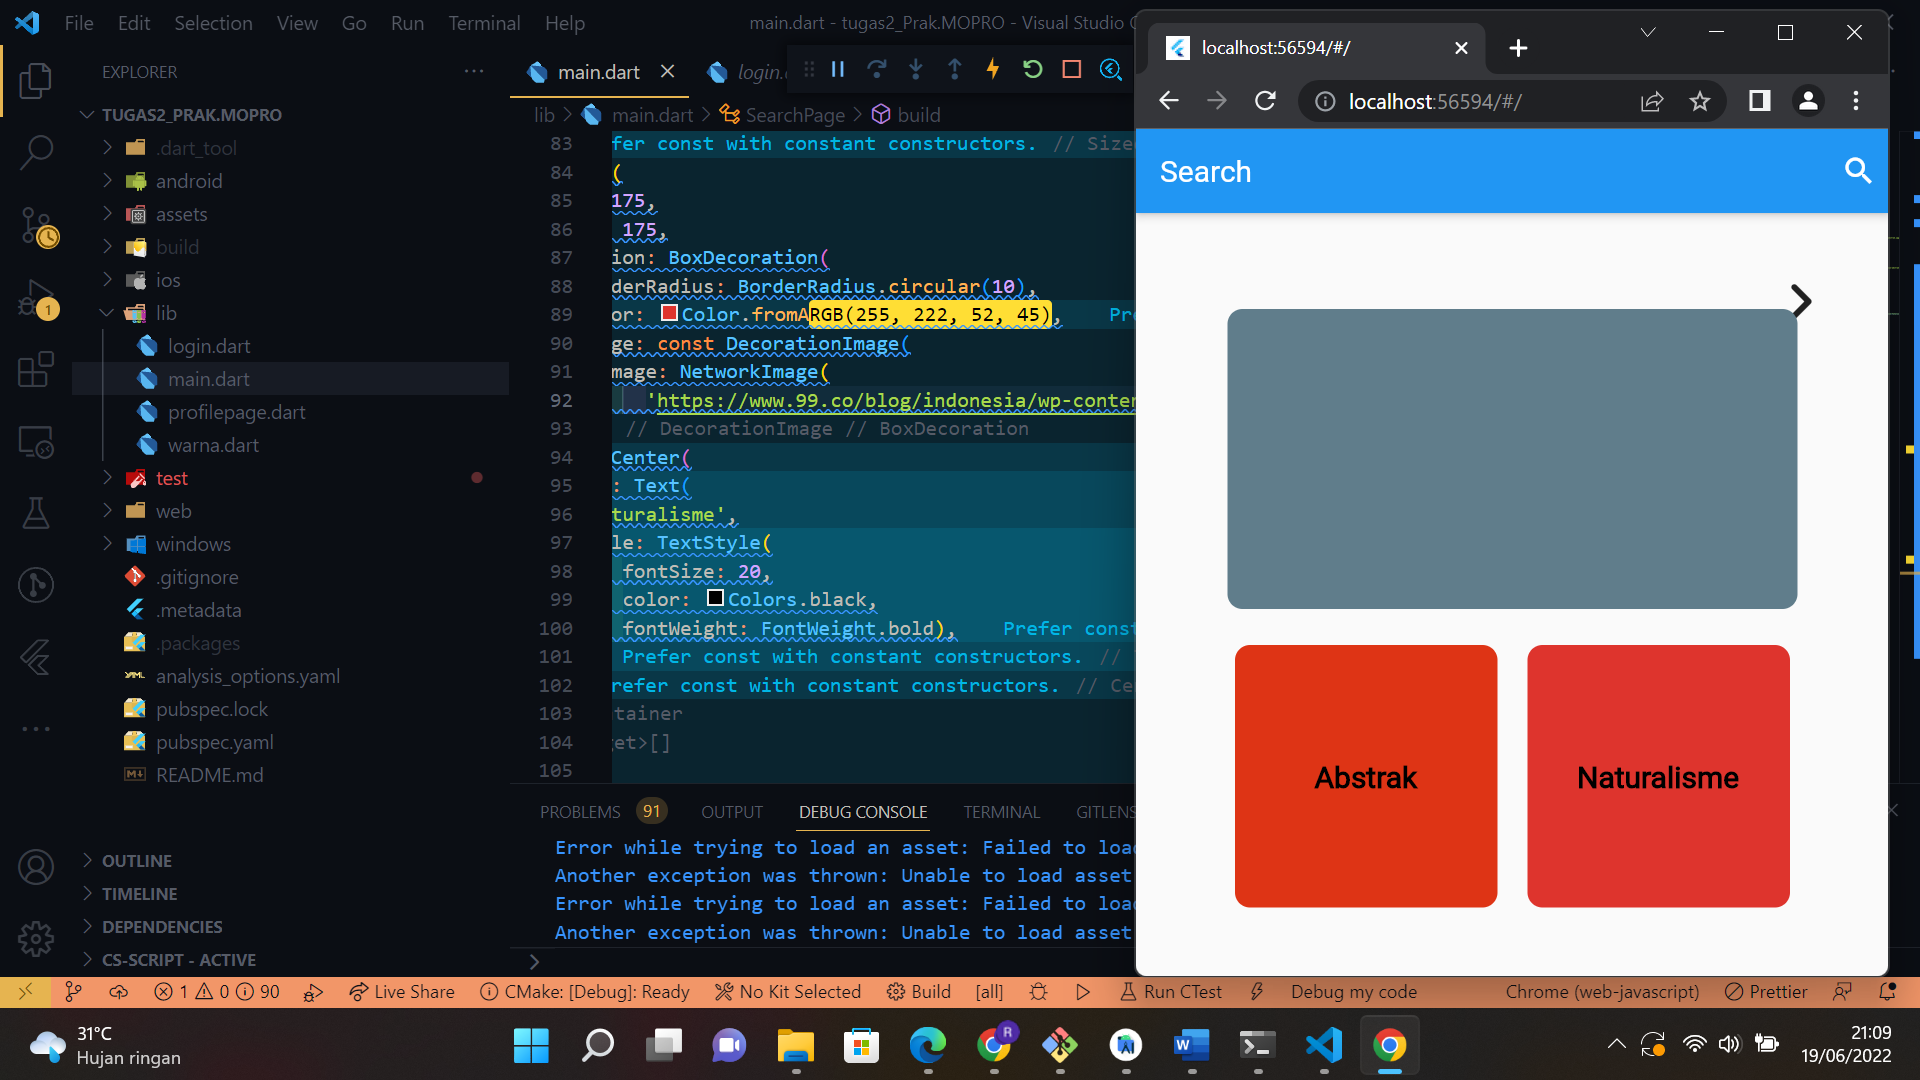 File Edit Selection View Go Run Terminal Help
main.dart - tugas2_Prak.MOPRO - Visual Studio
EXPLORER
TUGAS2_PRAK.MOPRO
.dart_tool
android
assets
build
ios
lib
login.dart
main.dart
profilepage.dart
warna.dart
test
web
windows
.gitignore
.metadata
.packages
analysis_options.yaml
pubspec.lock
pubspec.yaml
README.md
OUTLINE
TIMELINE
DEPENDENCIES
CS-SCRIPT - ACTIVE
1
main.dart login.
lib main.dart SearchPage build
83 fer const with constant constructors. // Size
84 (
85 175,
86 175,
87 ion: BoxDecoration(
88 derRadius: BorderRadius.circular(10),
89 or: Color.fromARGB(255, 222, 52, 45), Pr
90 ge: const DecorationImage(
91 mage: NetworkImage(
92 'https://www.99.co/blog/indonesia/wp-conten
93 // DecorationImage // BoxDecoration
94 Center(
95 : Text(
96 turalisme',
97 le: TextStyle(
98 fontSize: 20,
99 color: Colors.black,
100 fontWeight: FontWeight.bold), Prefer const
101 Prefer const with constant constructors. //
102 refer const with constant constructors. // Ce
103 tainer
104 get>[]
105
PROBLEMS 91 OUTPUT DEBUG CONSOLE TERMINAL GITLENS
Error while trying to load an asset: Failed to loa
Another exception was thrown: Unable to load asset
Error while trying to load an asset: Failed to loa
Another exception was thrown: Unable to load asset
localhost:56594/#/
localhost:56594/#/
Search
Abstrak
Naturalisme
1 0 90 Live Share CMake: [Debug]: Ready No Kit Selected Build [all] Run CTest Debug my code Chrome (web-javascript) Prettier
31°C
Hujan ringan
R
21:09
19/06/2022